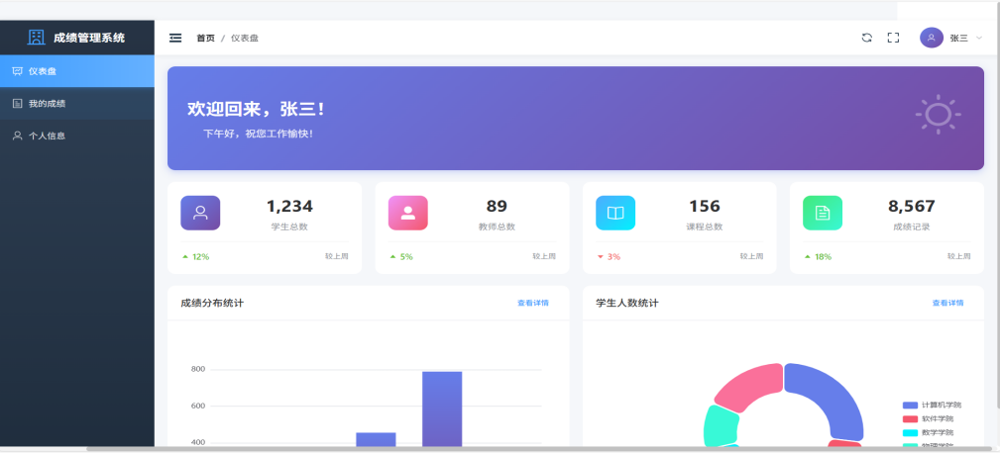 成绩管理系统
首页 / 仪表盘
张三
仪表盘
我的成绩
个人信息
欢迎回来，张三！
下午好，祝您工作愉快！
1,234
学生总数
12%
较上周
89
教师总数
5%
较上周
156
课程总数
3%
较上周
8,567
成绩记录
18%
较上周
成绩分布统计
查看详情
800
600
400
学生人数统计
查看详情
计算机学院
软件学院
数学学院
物理学院